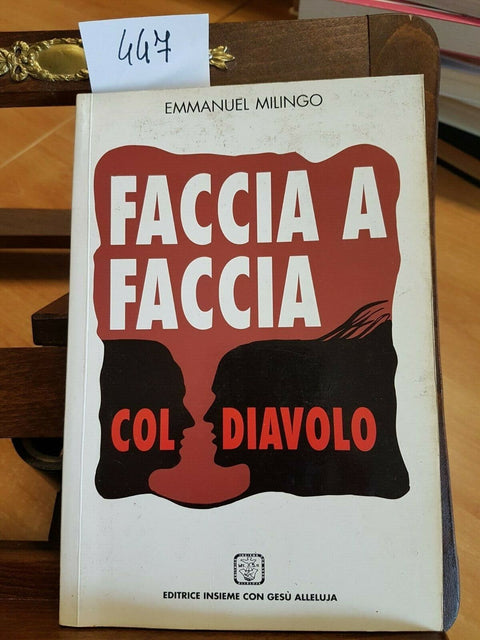 447
EMMANUEL MILINGO
FACCIA A
FACCIA
COL DIAVOLO
EDITRICE INSIEME CON GESÙ ALLELUJA